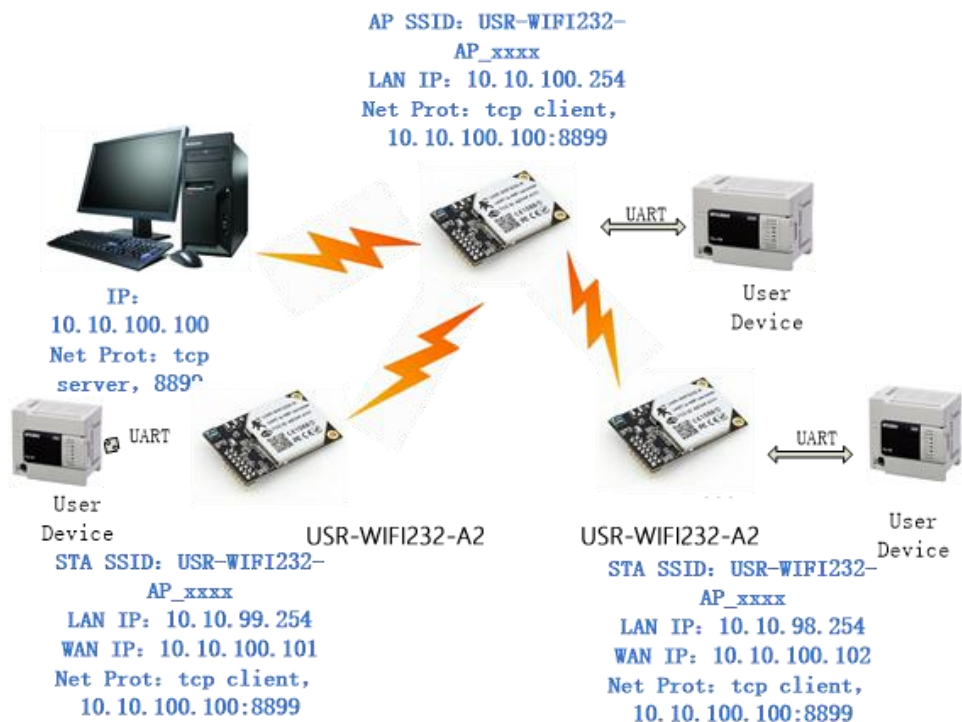 AP SSID: USR-WIFI232-
AP_xxxx
LAN IP: 10.10.100.254
Net Prot: tcp client,
10.10.100.100:8899
UART
User
Device
IP:
10.10.100.100
Net Prot: tcp
server, 8899
UART
User
Device
USR-WIFI232-A2
STA SSID: USR-WIFI232-
AP_xxxx
LAN IP: 10.10.99.254
WAN IP: 10.10.100.101
Net Prot: tcp client,
10.10.100.100:8899
UART
User
Device
USR-WIFI232-A2
STA SSID: USR-WIFI232-
AP_xxxx
LAN IP: 10.10.98.254
WAN IP: 10.10.100.102
Net Prot: tcp client,
10.10.100.100:8899